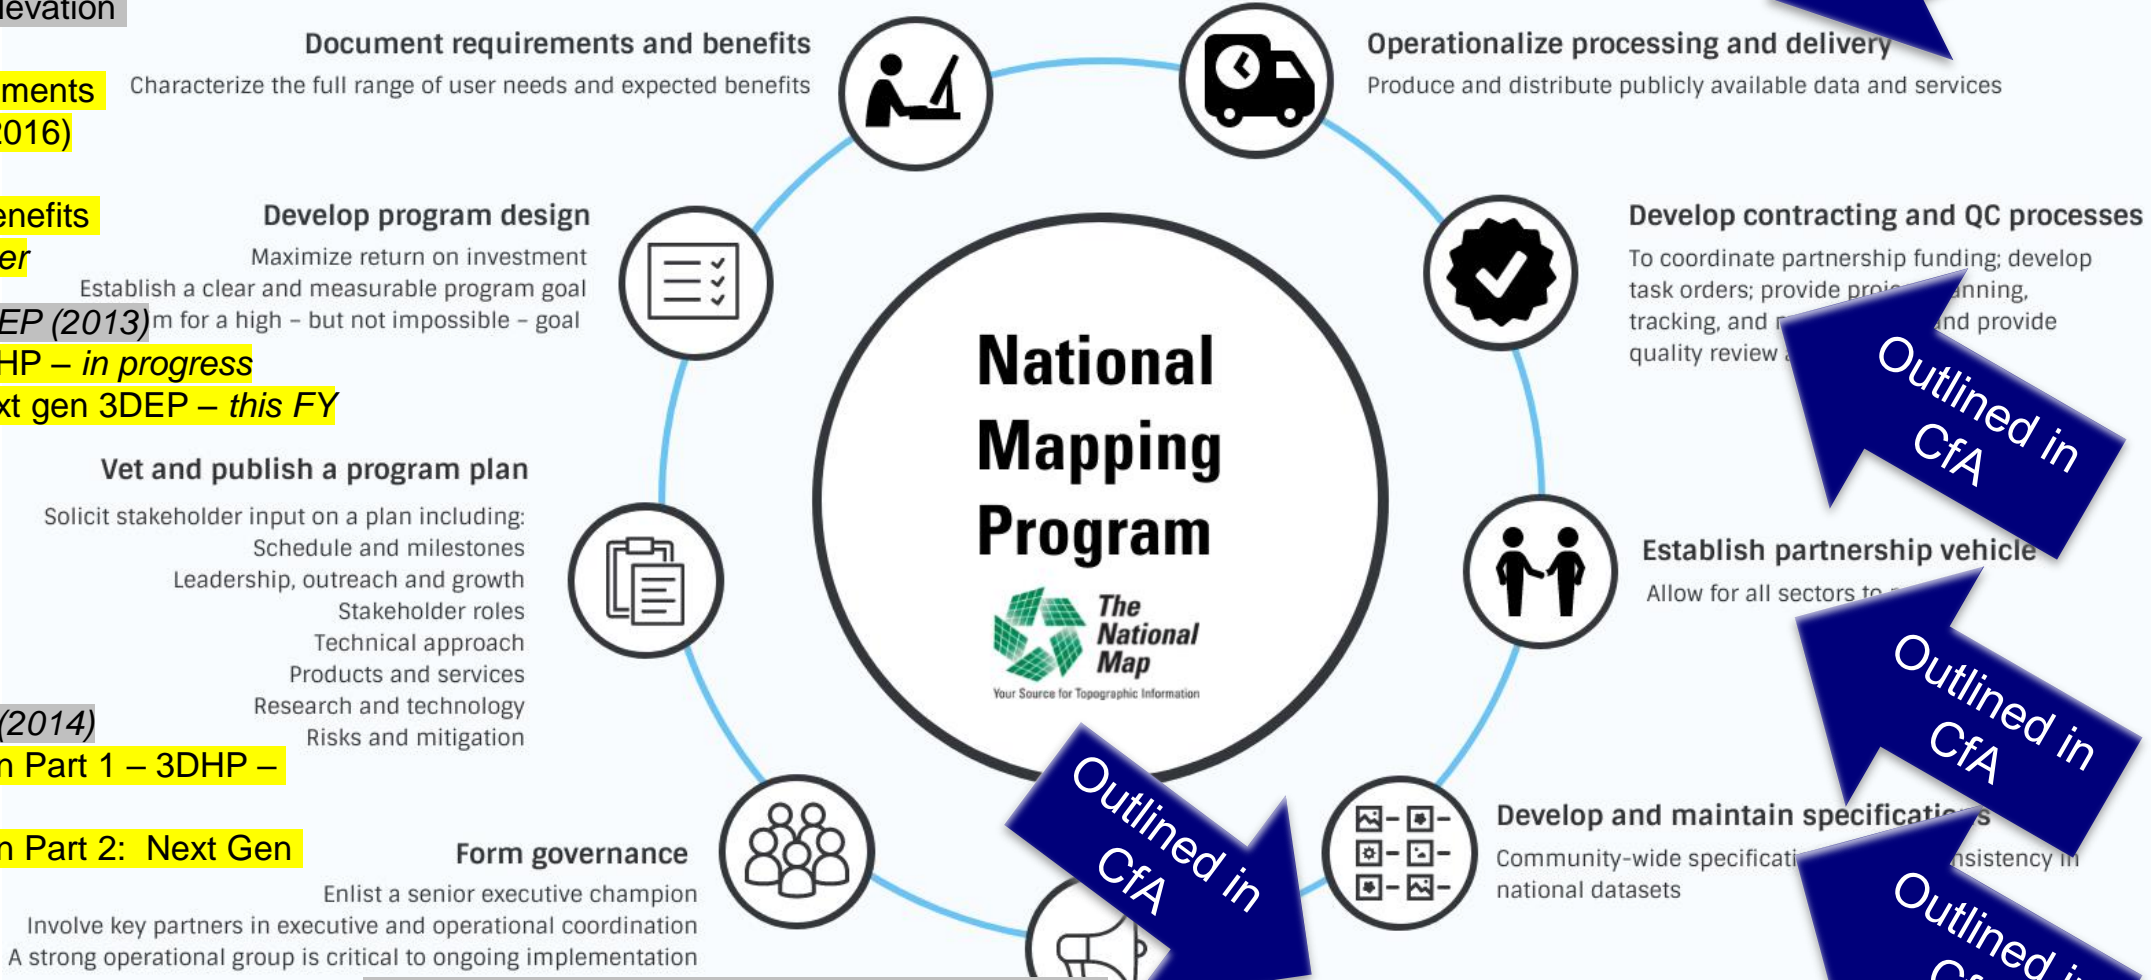 levation
Document requirements and benefits
Characterize the full range of user needs and expected benefits
ments
2016)
enefits
er
Develop program design
Maximize return on investment
Establish a clear and measurable program goal
EP (2013)
m for a high – but not impossible – goal
HP – in progress
xt gen 3DEP – this FY
Vet and publish a program plan
Solicit stakeholder input on a plan including:
Schedule and milestones
Leadership, outreach and growth
Stakeholder roles
Technical approach
Products and services
Research and technology
Risks and mitigation
(2014)
n Part 1 – 3DHP –
n Part 2: Next Gen
Form governance
Enlist a senior executive champion
Involve key partners in executive and operational coordination
A strong operational group is critical to ongoing implementation
National
Mapping
Program
The
National
Map
Your Source for Topographic Information
Operationalize processing and delivery
Produce and distribute publicly available data and services
Develop contracting and QC processes
To coordinate partnership funding; develop
task orders; provide anning,
tracking, and nd provide
quality review
Outlined in
CfA
Establish partnership vehicle
Allow for all sectors to
Outlined in
CfA
Develop and maintain specifications
Community-wide specificati nsistency in
national datasets
Outlined in
CfA
Outlined in